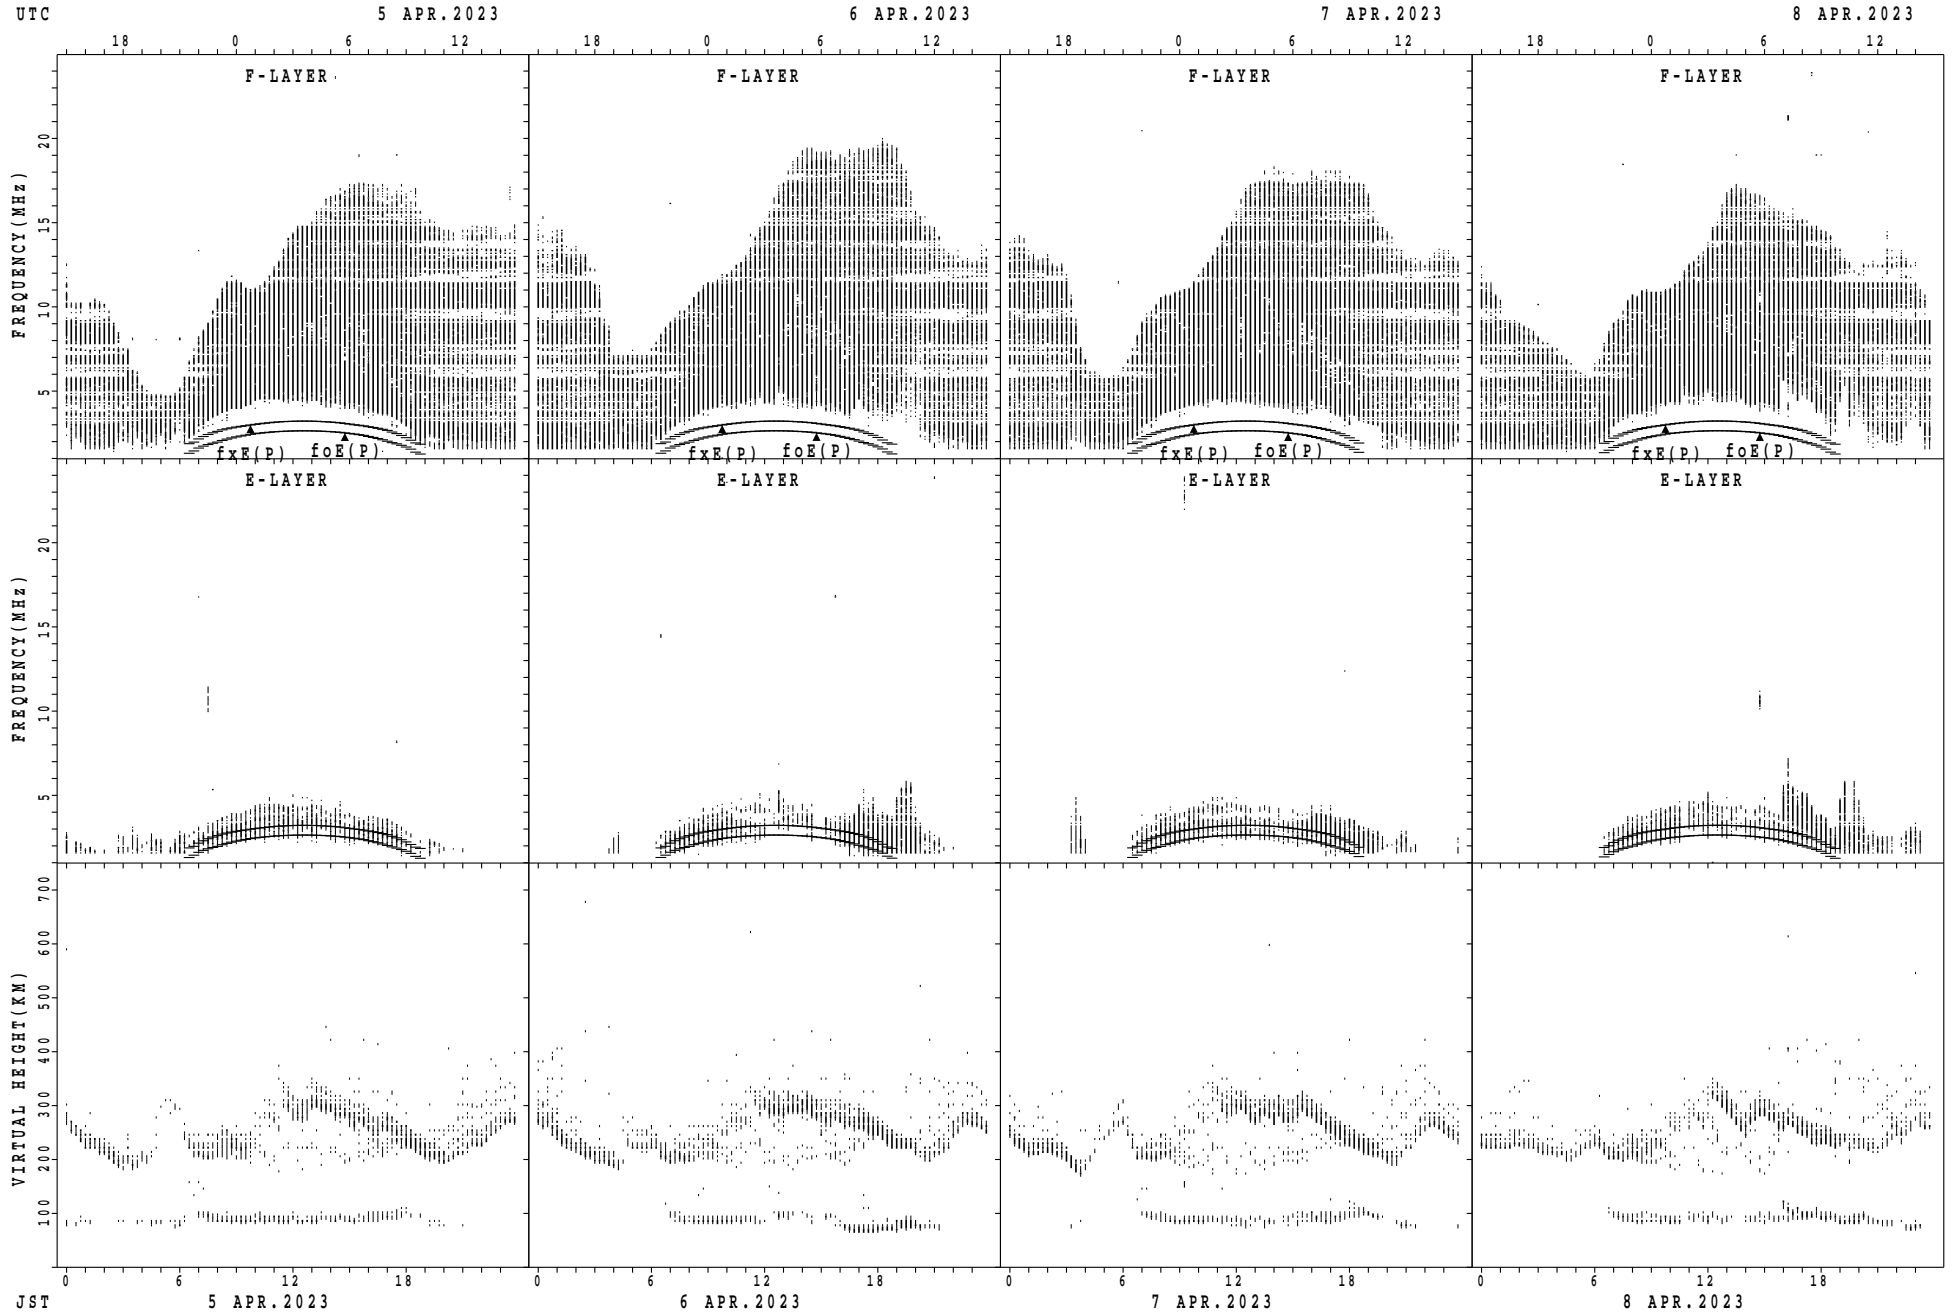 UTC 5 APR.2023 6 APR.2023 7 APR.2023 8 APR.2023
18 0 6 12 18 0 6 12 18 0 6 12 18 0 6 12
F-LAYER F-LAYER F-LAYER F-LAYER
FREQUENCY(MHz)
20
15
10
5
fxE(P) foE(P) fxE(P) foE(P) fxE(P) foE(P) fxE(P) foE(P)
E-LAYER E-LAYER E-LAYER E-LAYER
FREQUENCY(MHz)
20
15
10
5
VIRTUAL HEIGHT(KM)
700
600
500
400
300
200
100
0 6 12 18 0 6 12 18 0 6 12 18 0 6 12 18
JST 5 APR.2023 6 APR.2023 7 APR.2023 8 APR.2023